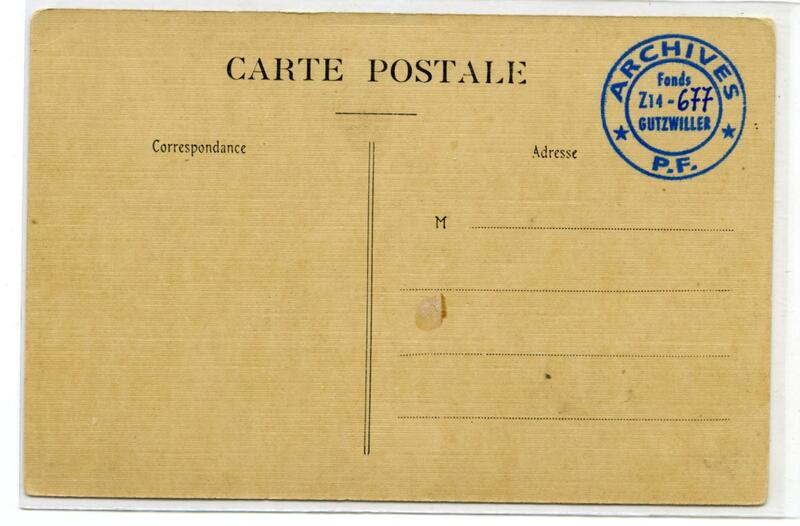 CARTE POSTALE
ARCHIVES
Fonds
Z14-677
GUTZWILLER
★ ★
P.F.
Correspondance
Adresse
M